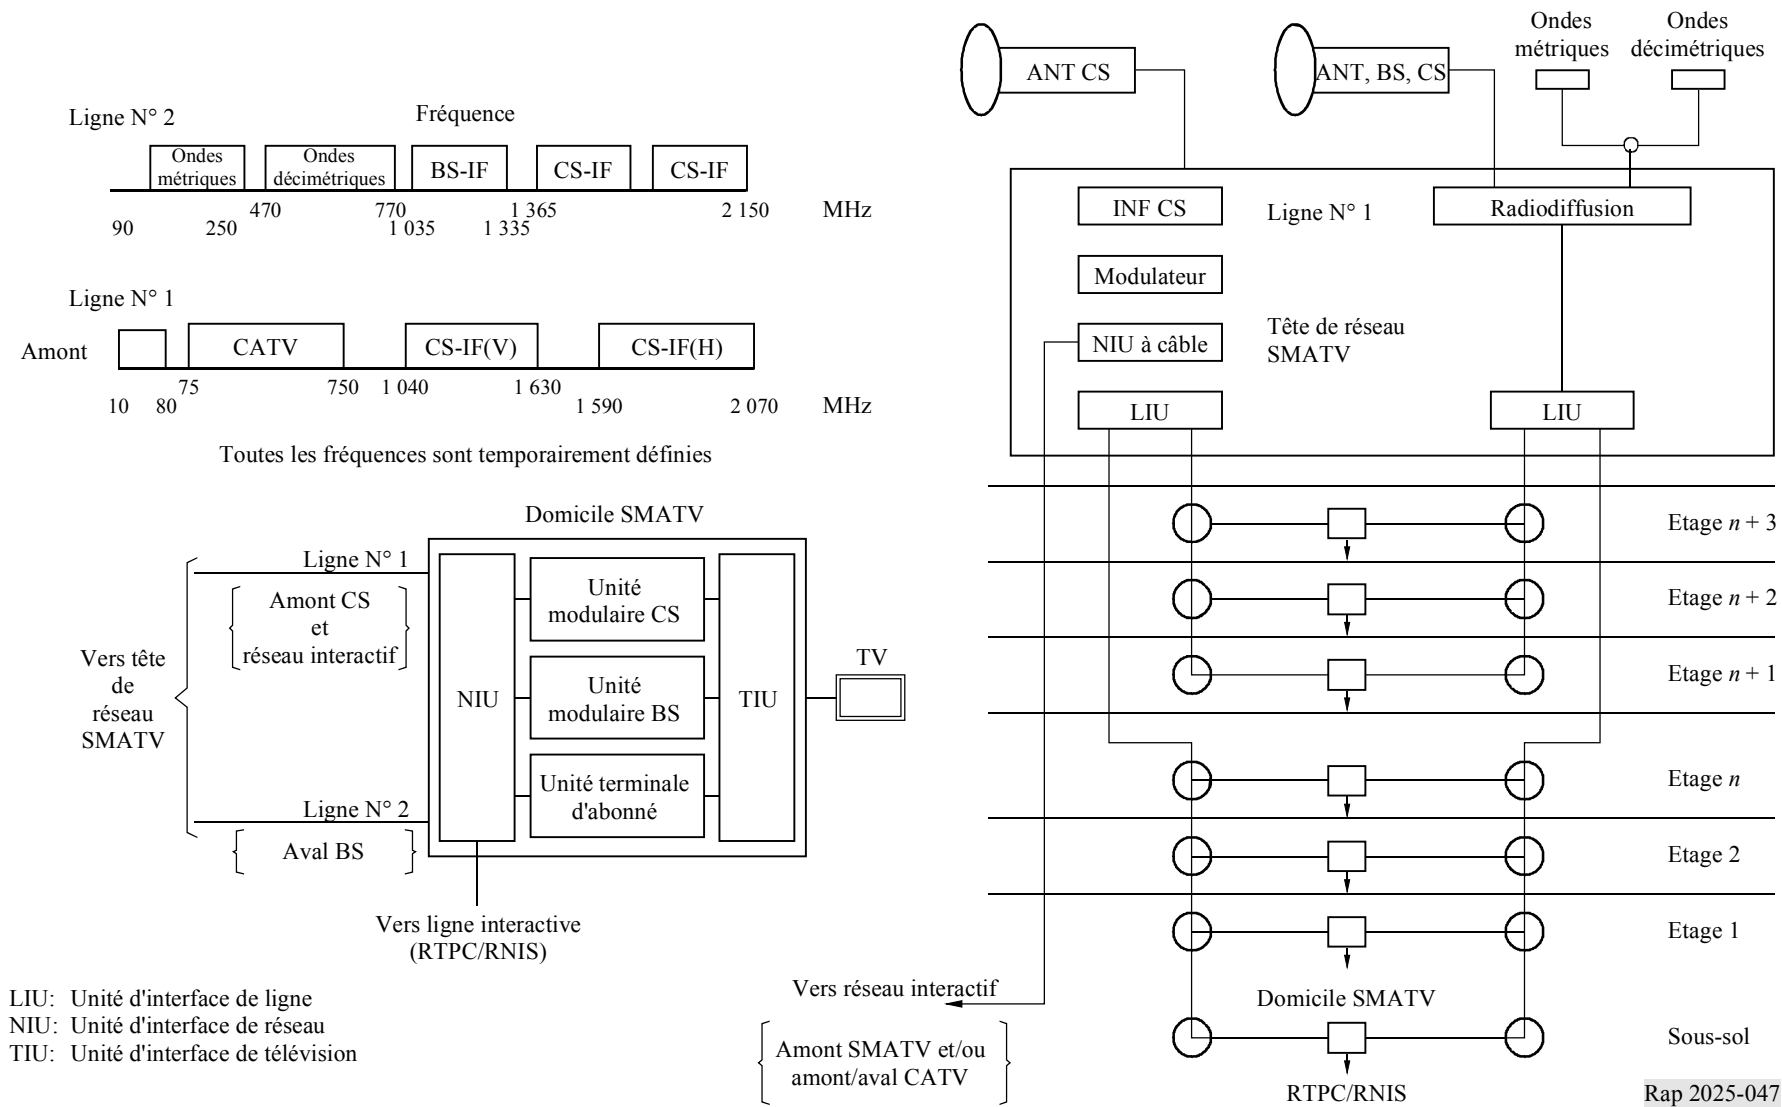 Ligne N° 2
Fréquence
Ondes
métriques
Ondes
décimétriques
BS-IF
CS-IF
CS-IF
470
770
1 365
2 150
MHz
90
250
1 035
1 335
Ligne N° 1
Amont
CATV
CS-IF(V)
CS-IF(H)
75
750
1 040
1 630
10
80
1 590
2 070
MHz
Toutes les fréquences sont temporairement définies
Domicile SMATV
Ligne N° 1
Amont CS
et
réseau interactif
Vers tête
de
réseau
SMATV
Ligne N° 2
Aval BS
NIU
Unité
modulaire CS
Unité
modulaire BS
Unité terminale
d'abonné
TIU
TV
Vers ligne interactive
(RTPC/RNIS)
LIU: Unité d'interface de ligne
NIU: Unité d'interface de réseau
TIU: Unité d'interface de télévision
ANT CS
ANT, BS, CS
Ondes
métriques
Ondes
décimétriques
INF CS
Ligne N° 1
Radiodiffusion
Modulateur
NIU à câble
Tête de réseau
SMATV
LIU
LIU
Etage n + 3
Etage n + 2
Etage n + 1
Etage n
Etage 2
Etage 1
Domicile SMATV
Vers réseau interactif
Amont SMATV et/ou
amont/aval CATV
Sous-sol
RTPC/RNIS
Rap 2025-047